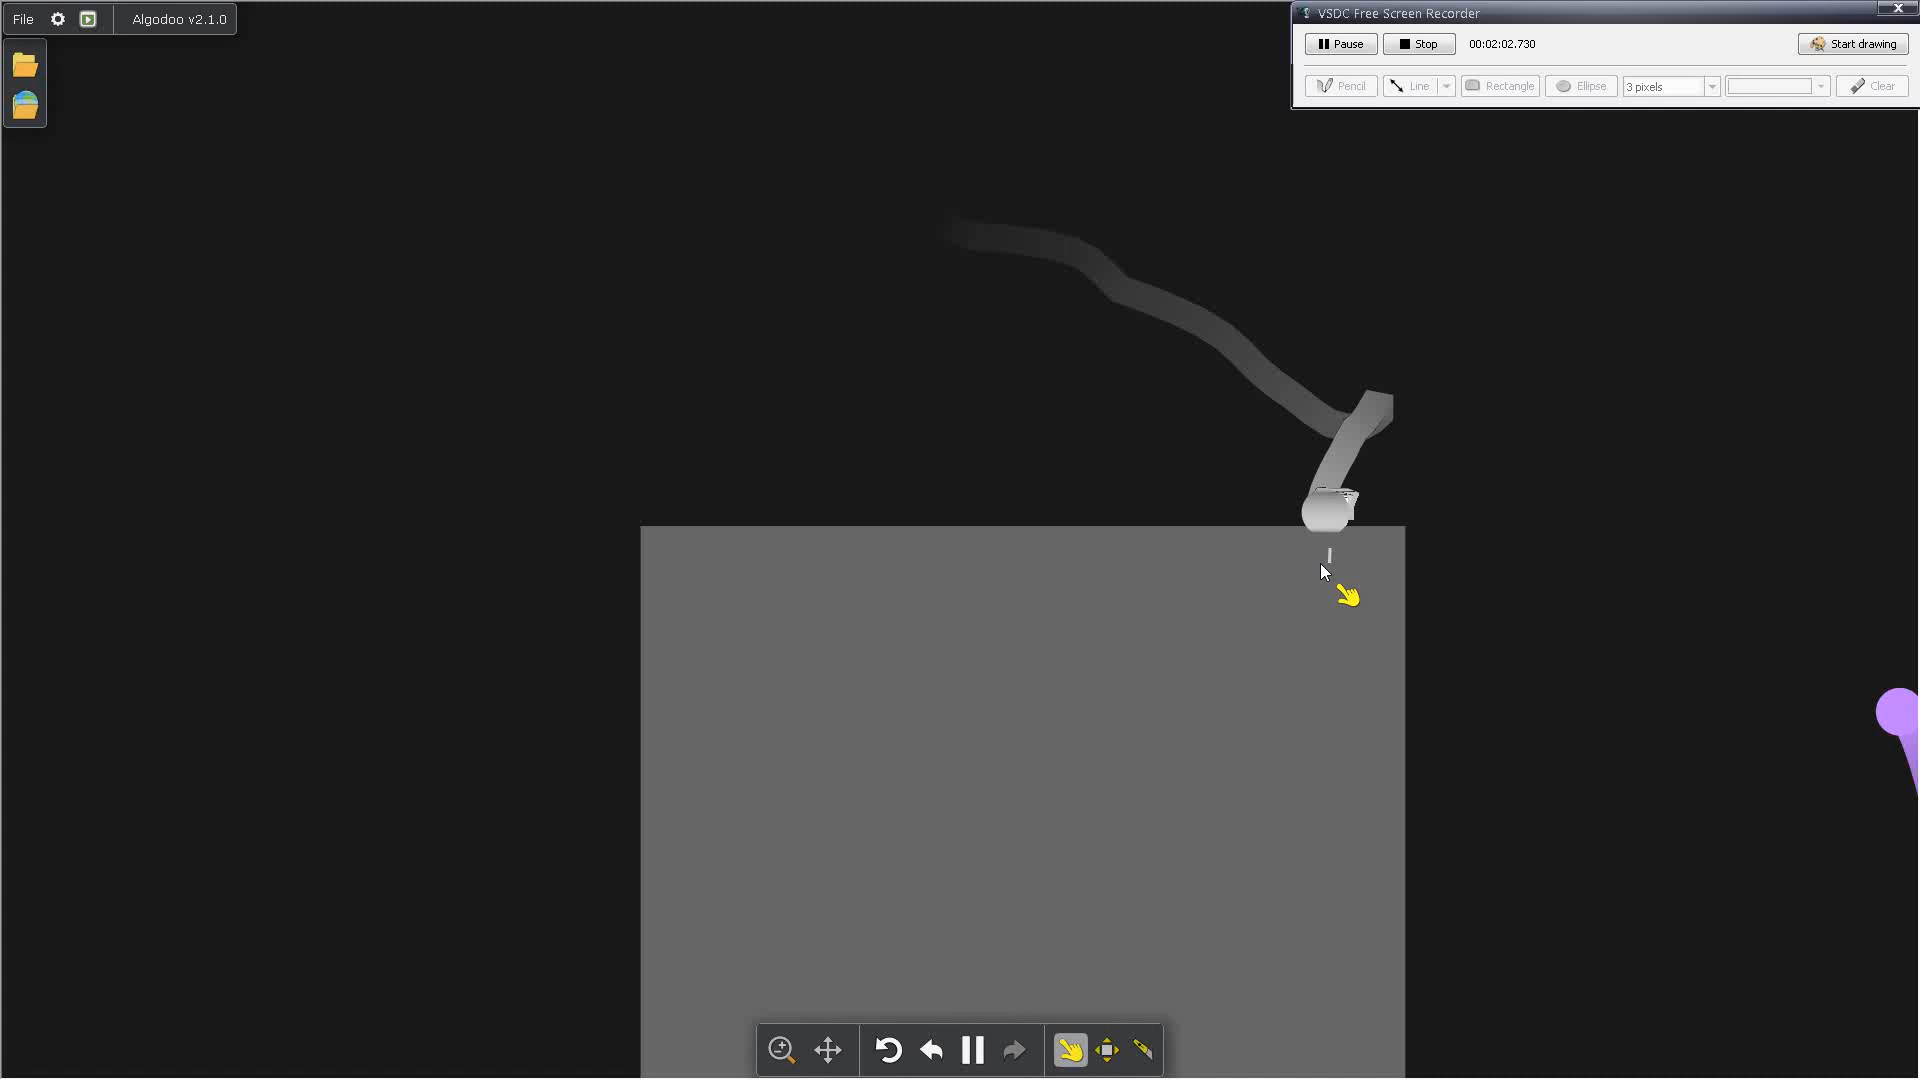 File
Algodoo v2.1.0
VSDC Free Screen Recorder
Pause
Stop
00:02:02.730
Start drawing
Pencil
Line
Rectangle
Ellipse
3 pixels
Clear